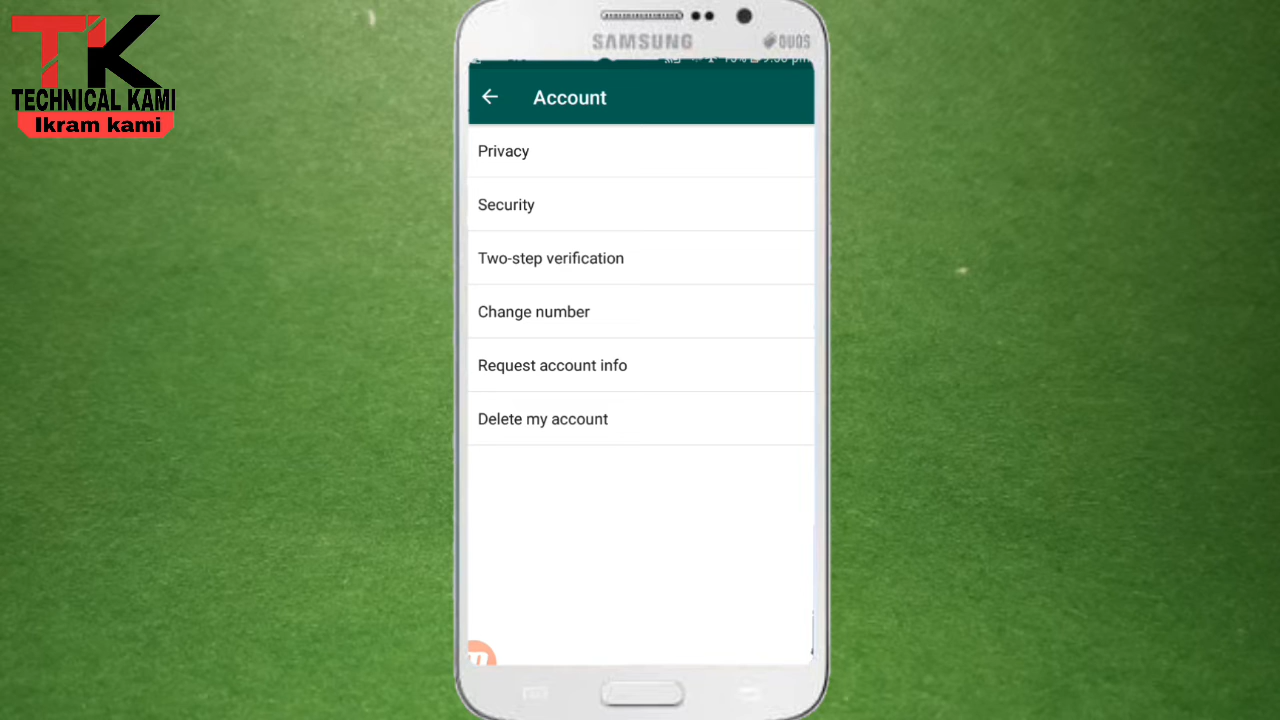 TK
TECHNICAL KAMI
Ikram kami
SAMSUNG
DUOS
Account
Privacy
Security
Two-step verification
Change number
Request account info
Delete my account